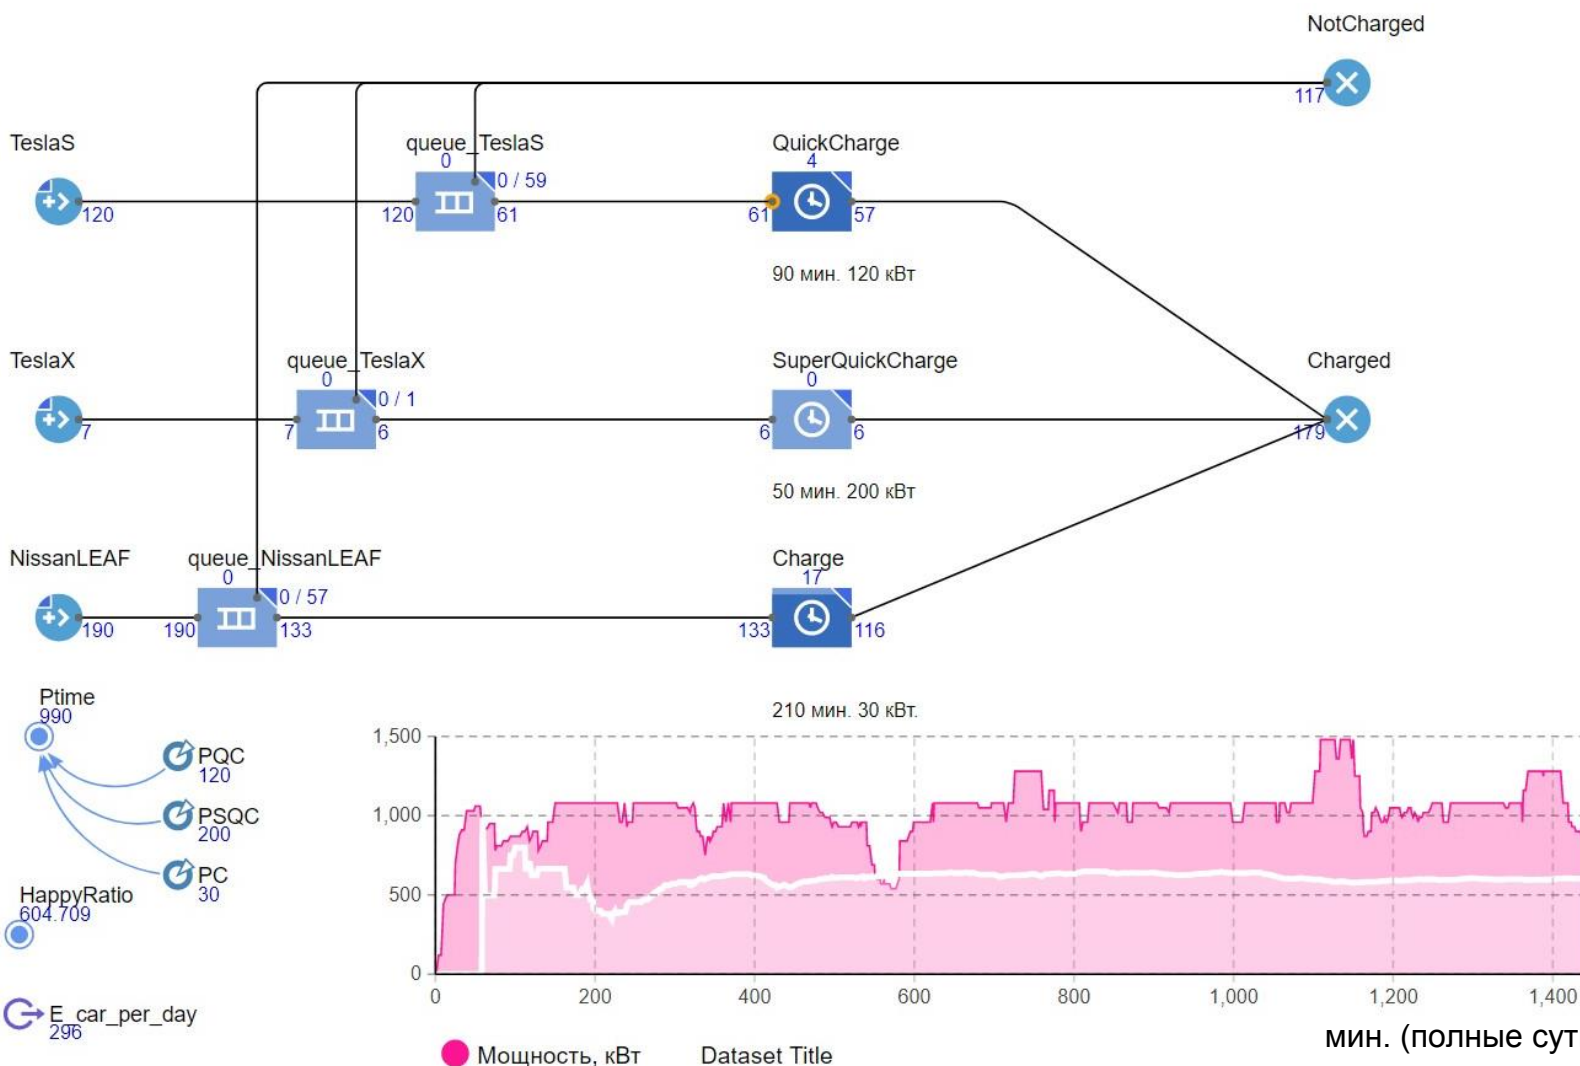 NotCharged
117
TeslaS
queue_TeslaS
QuickCharge
0
4
0 / 59
120
120
61
61
57
90 мин. 120 кВт
TeslaX
queue_TeslaX
SuperQuickCharge
Charged
0
0
0 / 1
7
7
6
6
6
179
50 мин. 200 кВт
NissanLEAF
queue_NissanLEAF
Charge
0
17
0 / 57
190
190
133
133
116
210 мин. 30 кВт.
Ptime
990
PQC
120
PSQC
200
PC
30
HappyRatio
604.709
E_car_per_day
296
1,500
1,000
500
0
0
200
400
600
800
1,000
1,200
1,400
мин. (полные сут
Мощность, кВт
Dataset Title